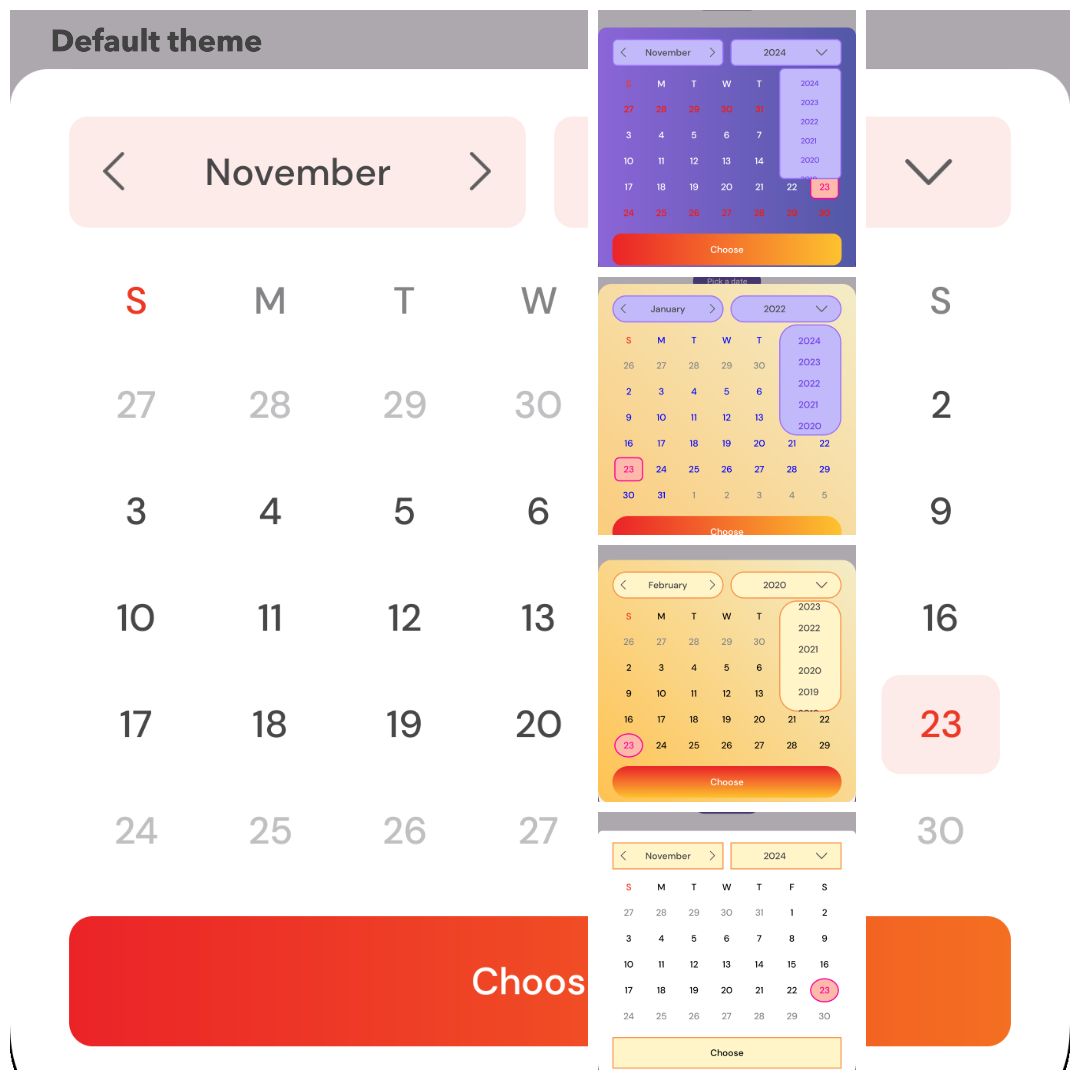 Default theme
November
S M T W S
27 28 29 30 2
3 4 5 6 9
10 11 12 13 16
17 18 19 20 23
24 25 26 27 30
Choos
November 2024
S M T W T
2024
27 28 29 30 31
2023
2022
3 4 5 6 7
2021
10 11 12 13 14
2020
17 18 19 20 21 22 23
24 25 26 27 28 29 30
Choose
Pick a date
January 2022
S M T W T
2024
26 27 28 29 30
2023
2 3 4 5 6
2022
9 10 11 12 13
2021
2020
16 17 18 19 20 21 22
23 24 25 26 27 28 29
30 31 1 2 3 4 5
Choose
February 2020
2023
S M T W T
2022
26 27 28 29 30
2021
2 3 4 5 6
2020
9 10 11 12 13
2019
16 17 18 19 20 21 22
23 24 25 26 27 28 29
Choose
November 2024
S M T W T F S
27 28 29 30 31 1 2
3 4 5 6 7 8 9
10 11 12 13 14 15 16
17 18 19 20 21 22 23
24 25 26 27 28 29 30
Choose